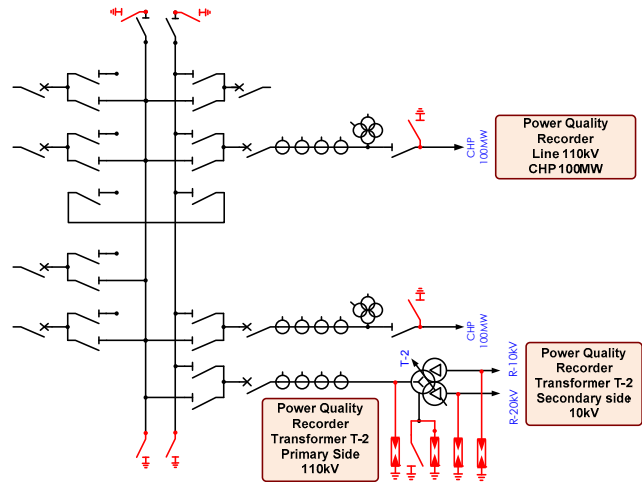 CHP
100MW
Power Quality
Recorder
Line 110kV
CHP 100MW
CHP
100MW
T-2
R-10kV
R-20kV
Power Quality
Recorder
Transformer T-2
Secondary side
10kV
Power Quality
Recorder
Transformer T-2
Primary Side
110kV